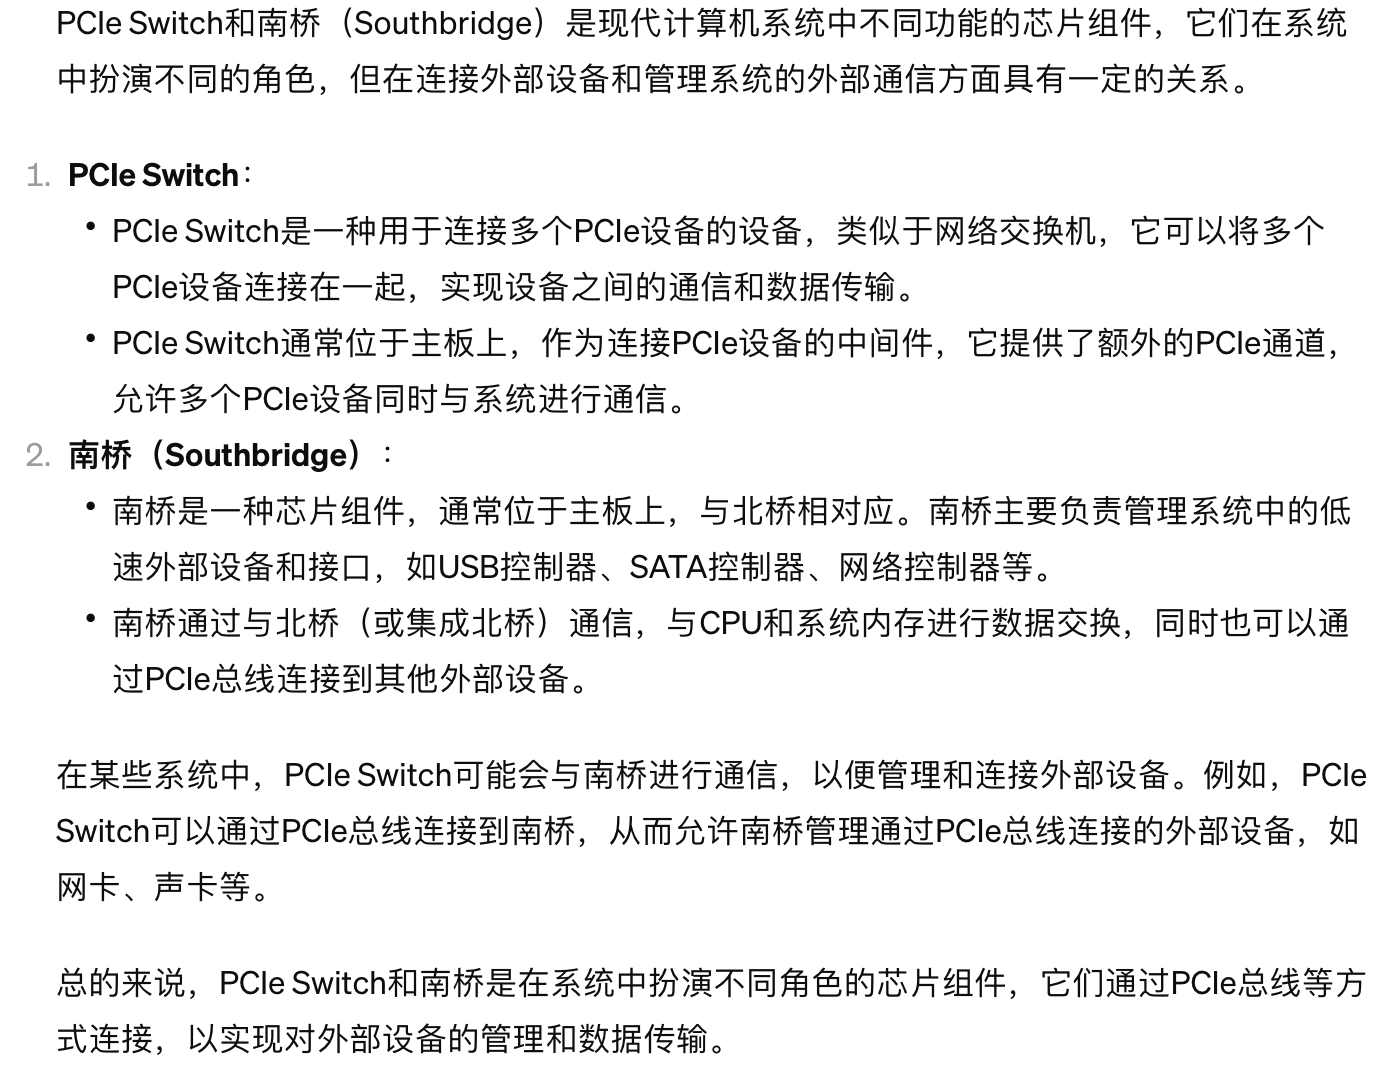 PCIe Switch和南桥（Southbridge）是现代计算机系统中不同功能的芯片组件，它们在系统
中扮演不同的角色，但在连接外部设备和管理系统的外部通信方面具有一定的关系。
1. PCIe Switch：
• PCIe Switch是一种用于连接多个PCIe设备的设备，类似于网络交换机，它可以将多个
PCIe设备连接在一起，实现设备之间的通信和数据传输。
• PCIe Switch通常位于主板上，作为连接PCIe设备的中间件，它提供了额外的PCIe通道，
允许多个PCIe设备同时与系统进行通信。
2. 南桥（Southbridge）：
• 南桥是一种芯片组件，通常位于主板上，与北桥相对应。南桥主要负责管理系统中的低
速外部设备和接口，如USB控制器、SATA控制器、网络控制器等。
• 南桥通过与北桥（或集成北桥）通信，与CPU和系统内存进行数据交换，同时也可以通
过PCIe总线连接到其他外部设备。
在某些系统中，PCIe Switch可能会与南桥进行通信，以便管理和连接外部设备。例如，PCIe
Switch可以通过PCIe总线连接到南桥，从而允许南桥管理通过PCIe总线连接的外部设备，如
网卡、声卡等。
总的来说，PCIe Switch和南桥是在系统中扮演不同角色的芯片组件，它们通过PCIe总线等方
式连接，以实现对外部设备的管理和数据传输。